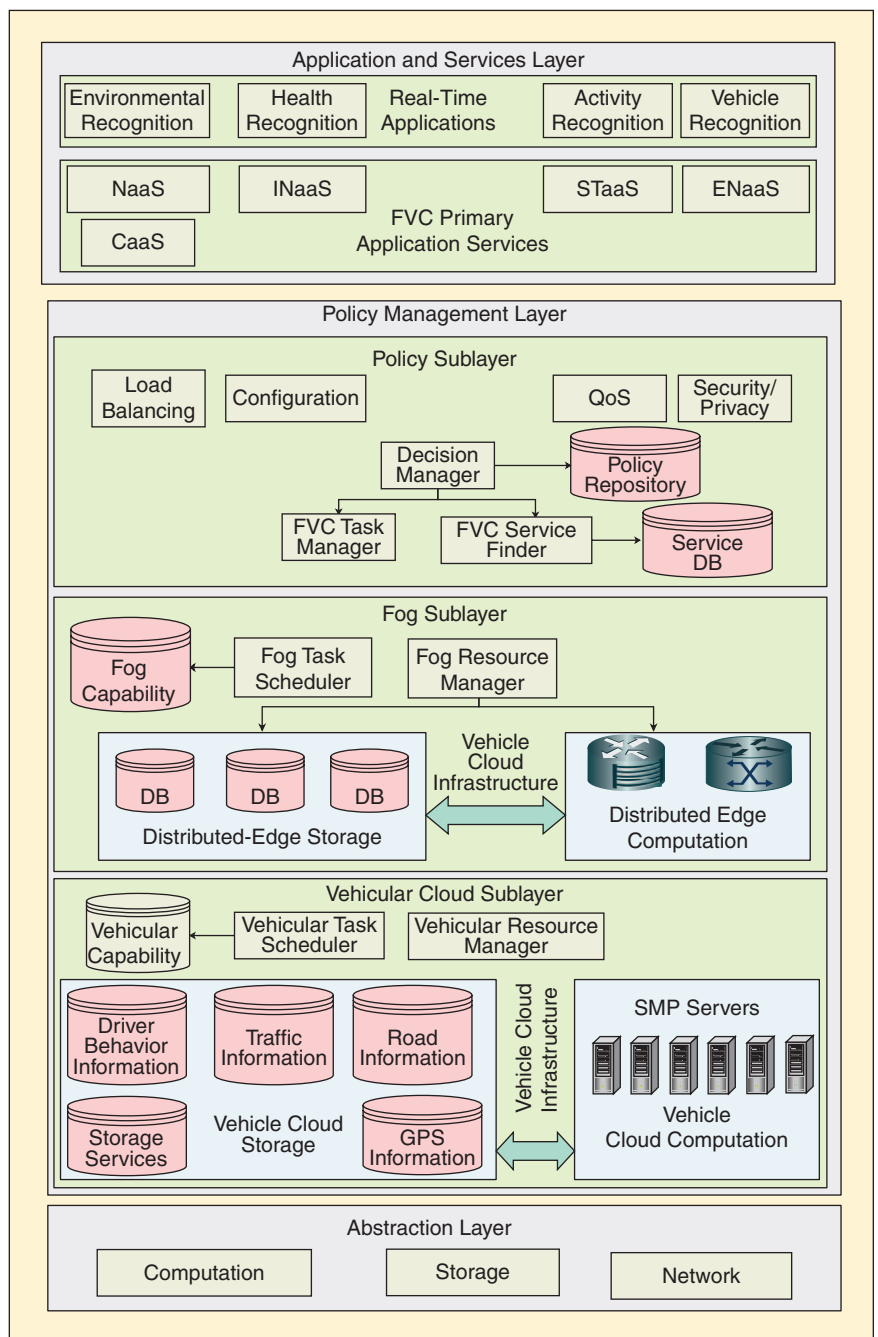 Application and Services Layer
Environmental
Recognition
Health
Recognition
Real-Time
Applications
Activity
Recognition
Vehicle
Recognition
NaaS
INaaS
STaaS
ENaaS
CaaS
FVC Primary
Application Services
Policy Management Layer
Policy Sublayer
Load
Balancing
Configuration
QoS
Security/
Privacy
Decision
Manager
Policy
Repository
FVC Task
Manager
FVC Service
Finder
Service
DB
Fog Sublayer
Fog
Capability
Fog Task
Scheduler
Fog Resource
Manager
DB
DB
DB
Distributed-Edge Storage
Vehicle
Cloud
Infrastructure
Distributed Edge
Computation
Vehicular Cloud Sublayer
Vehicular
Capability
Vehicular Task
Scheduler
Vehicular Resource
Manager
Driver
Behavior
Information
Traffic
Information
Road
Information
Storage
Services
Vehicle Cloud
Storage
GPS
Information
Vehicle Cloud
Infrastructure
SMP Servers
Vehicle
Cloud Computation
Abstraction Layer
Computation
Storage
Network